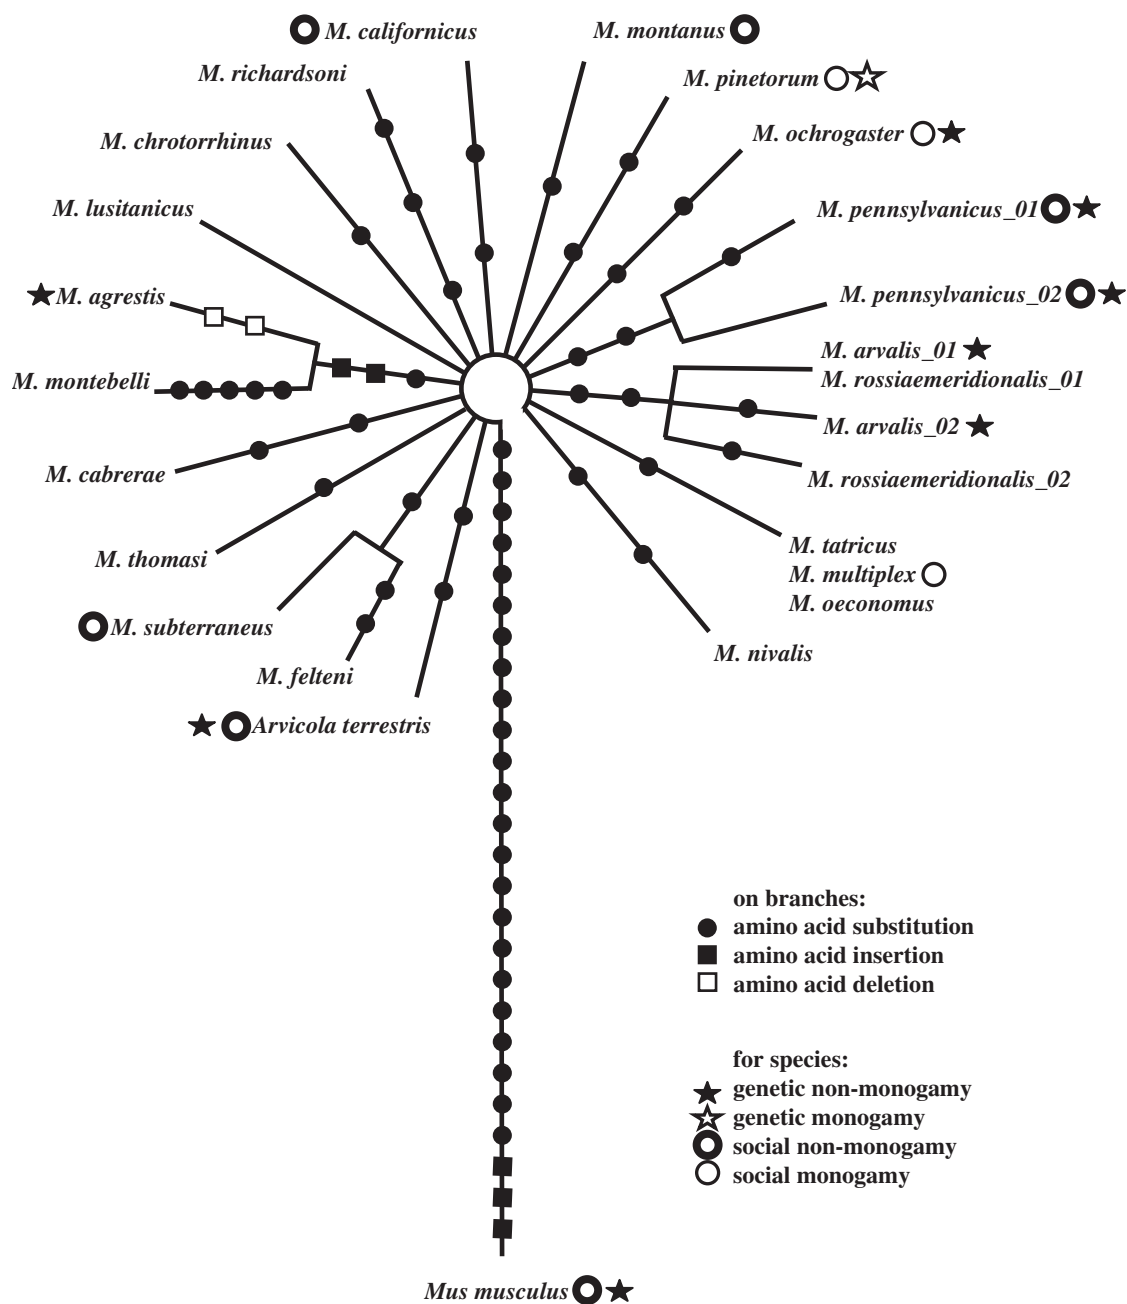 M. californicus
M. montanus
M. richardsoni
M. pinetorum
M. chrotorrhinus
M. ochrogaster
M. lusitanicus
M. pennsylvanicus_01
M. agrestis
M. pennsylvanicus_02
M. arvalis_01
M. rossiaemeridionalis_01
M. montebelli
M. arvalis_02
M. cabrerae
M. rossiaemeridionalis_02
M. thomasi
M. tatricus
M. multiplex
M. oeconomus
M. subterraneus
M. nivalis
M. felteni
Arvicola terrestris
on branches:
amino acid substitution
amino acid insertion
amino acid deletion
for species:
genetic non-monogamy
genetic monogamy
social non-monogamy
social monogamy
Mus musculus